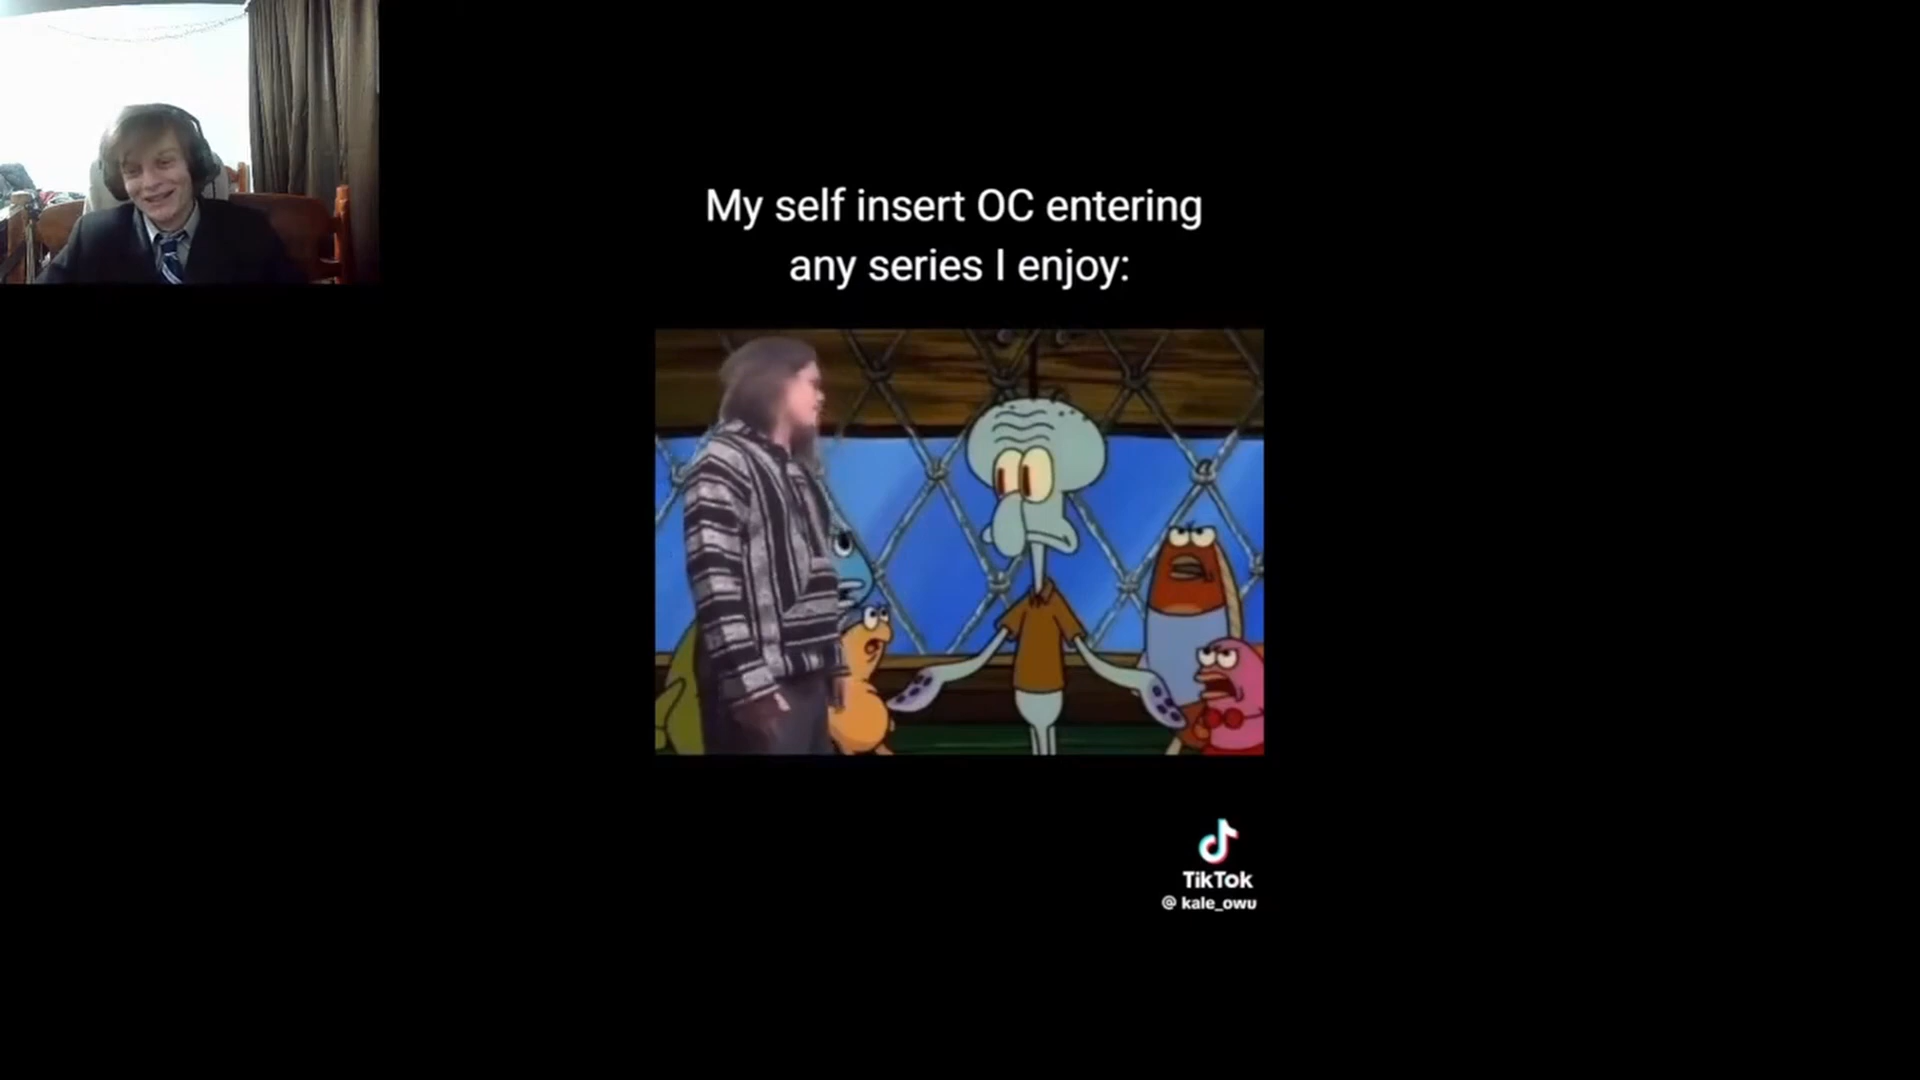 My self insert OC entering
any series I enjoy:
TikTok
@ kale_owu